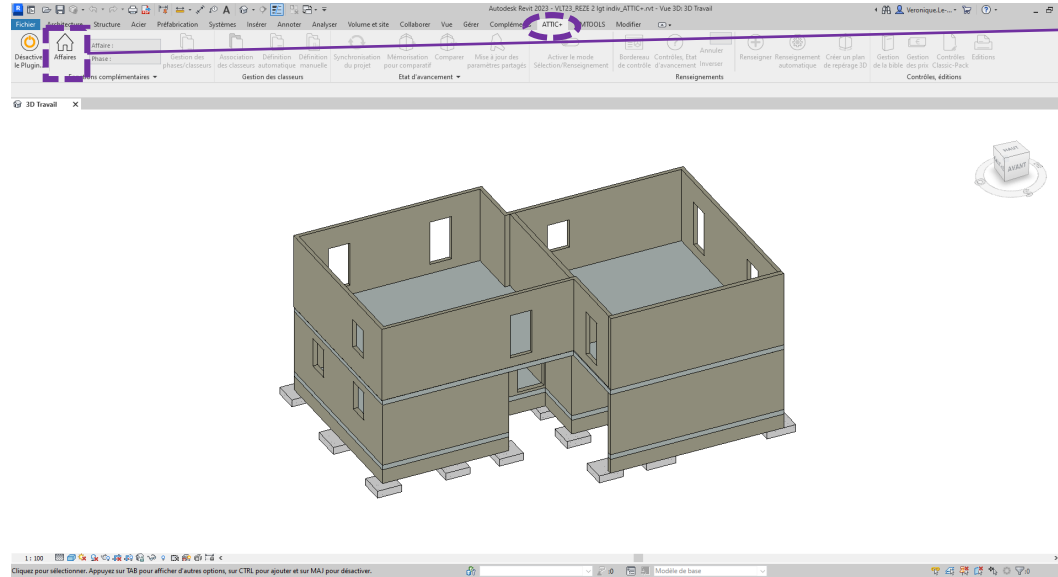 Autodesk Revit 2023 - VLT23_REZE 2 lgt indiv_ATTIC+.rvt - Vue 3D: 3D Travail
Veronique.Le-...
Fichier Architecture Structure Acier Préfabrication Systèmes Insérer Annoter Analyser Volume et site Collaborer Vue Gérer Compléments ATTIC+ MTOOLS Modifier
Désactiver le Plugin.
Affaires
Affaire :
Phase :
Gestion des phases/classeurs
Association des classeurs
Définition automatique
Définition manuelle
Synchronisation du projet
Mémorisation pour comparatif
Comparer
Mise à jour des paramètres partagés
Activer le mode Sélection/Renseignement
Bordereau de contrôle
Contrôles, Etat d'avancement
Annuler
Inverser
Renseigner
Renseignement automatique
Créer un plan de repérage 3D
Gestion de la bible
Gestion des prix
Contrôles Classic-Pack
Editions
complémentaires
Gestion des classeurs
Etat d'avancement
Renseignements
Contrôles, éditions
3D Travail X
HAUT
AVANT
1 : 100
Cliquez pour sélectionner. Appuyez sur TAB pour afficher d'autres options, sur CTRL pour ajouter et sur MAJ pour désactiver.
:0
Modèle de base
:0